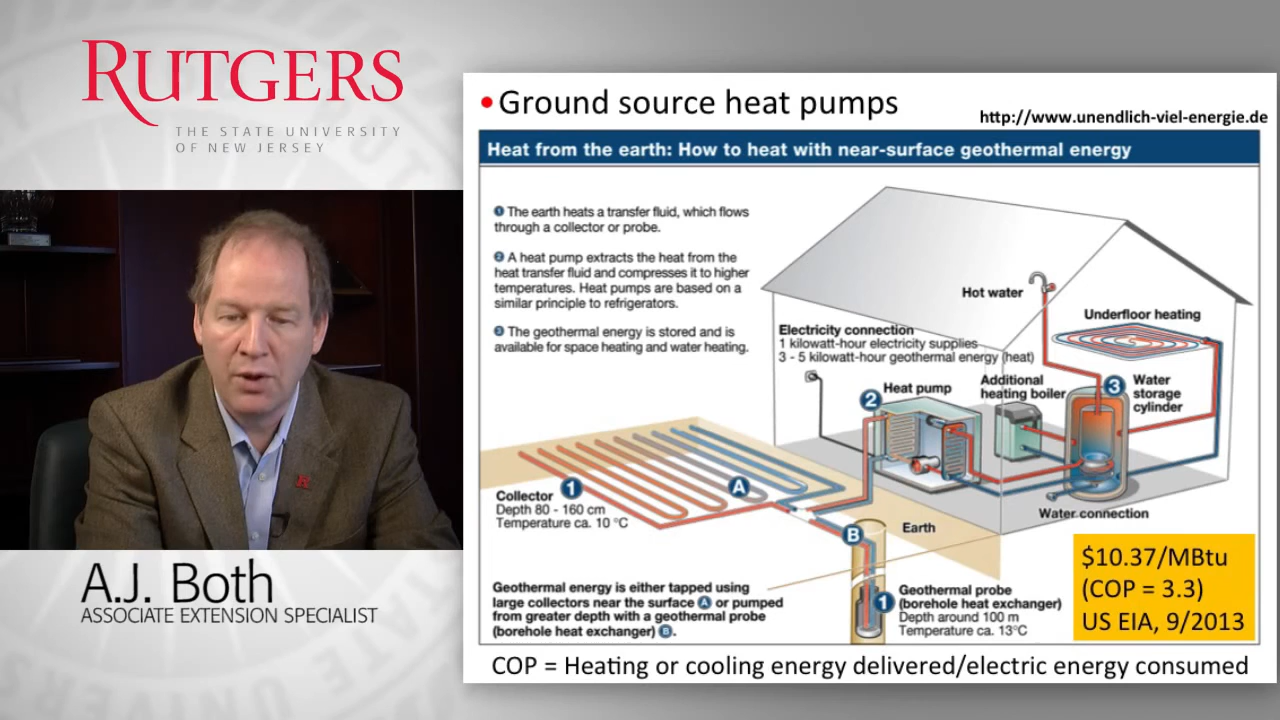 RUTGERS
THE STATE UNIVERSITY
OF NEW JERSEY
A.J. Both
ASSOCIATE EXTENSION SPECIALIST
•Ground source heat pumps
http://www.unendlich-viel-energie.de
Heat from the earth: How to heat with near-surface geothermal energy
1 The earth heats a transfer fluid, which flows
through a collector or probe.
2 A heat pump extracts the heat from the
heat transfer fluid and compresses it to higher
temperatures. Heat pumps are based on a
similar principle to refrigerators.
3 The geothermal energy is stored and is
available for space heating and water heating.
Hot water
Underfloor heating
Electricity connection
1 kilowatt-hour electricity supplies
3 - 5 kilowatt-hour geothermal energy (heat)
2
Heat pump
Additional
heating boiler
3
Water
storage
cylinder
Collector
Depth 80 - 160 cm
Temperature ca. 10 °C
1
A
B
Earth
Water connection
Geothermal energy is either tapped using
large collectors near the surface A or pumped
from greater depth with a geothermal probe
(borehole heat exchanger) B.
1
Geothermal probe
(borehole heat exchanger)
Depth around 100 m
Temperature ca. 13°C
$10.37/MBtu
(COP = 3.3)
US EIA, 9/2013
COP = Heating or cooling energy delivered/electric energy consumed